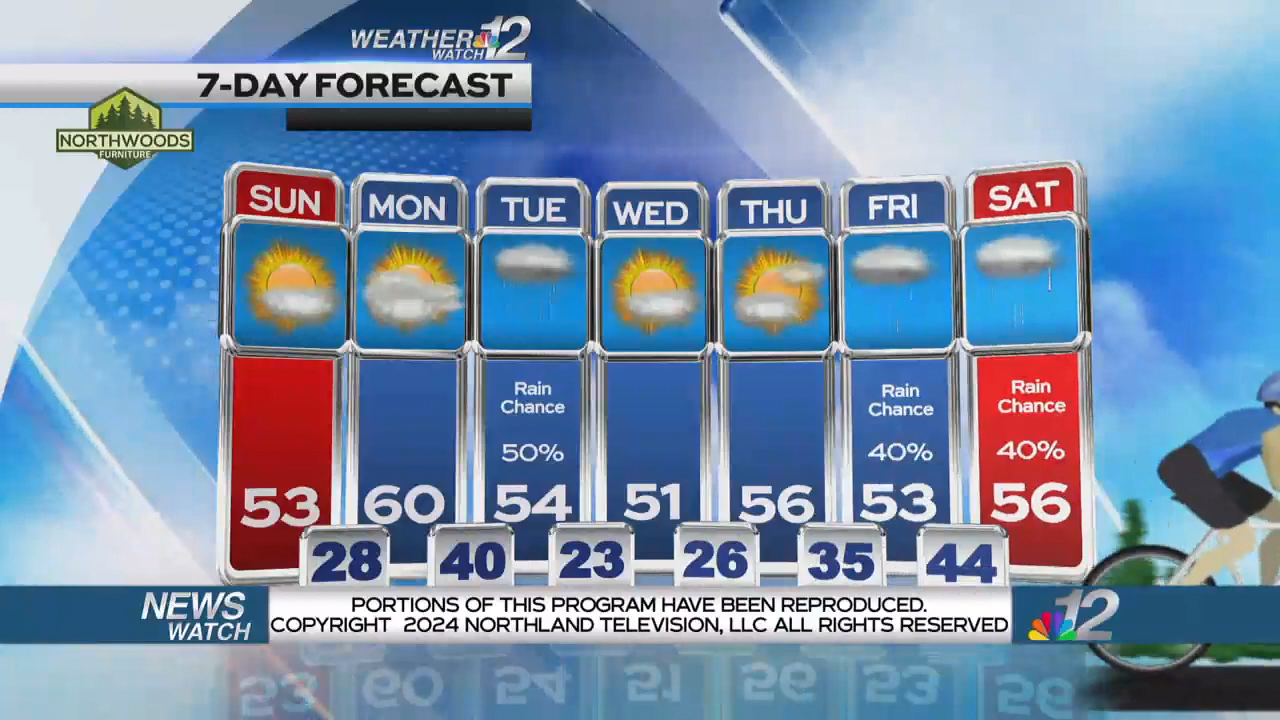 WEATHER
WATCH 12
7-DAY FORECAST
NORTHWOODS
FURNITURE
SUN MON TUE WED THU FRI SAT
Rain Chance Rain Chance Rain Chance
50% 40% 40%
53 60 54 51 56 53 56
28 40 23 26 35 44
NEWS
WATCH
PORTIONS OF THIS PROGRAM HAVE BEEN REPRODUCED.
COPYRIGHT 2024 NORTHLAND TELEVISION, LLC ALL RIGHTS RESERVED
12